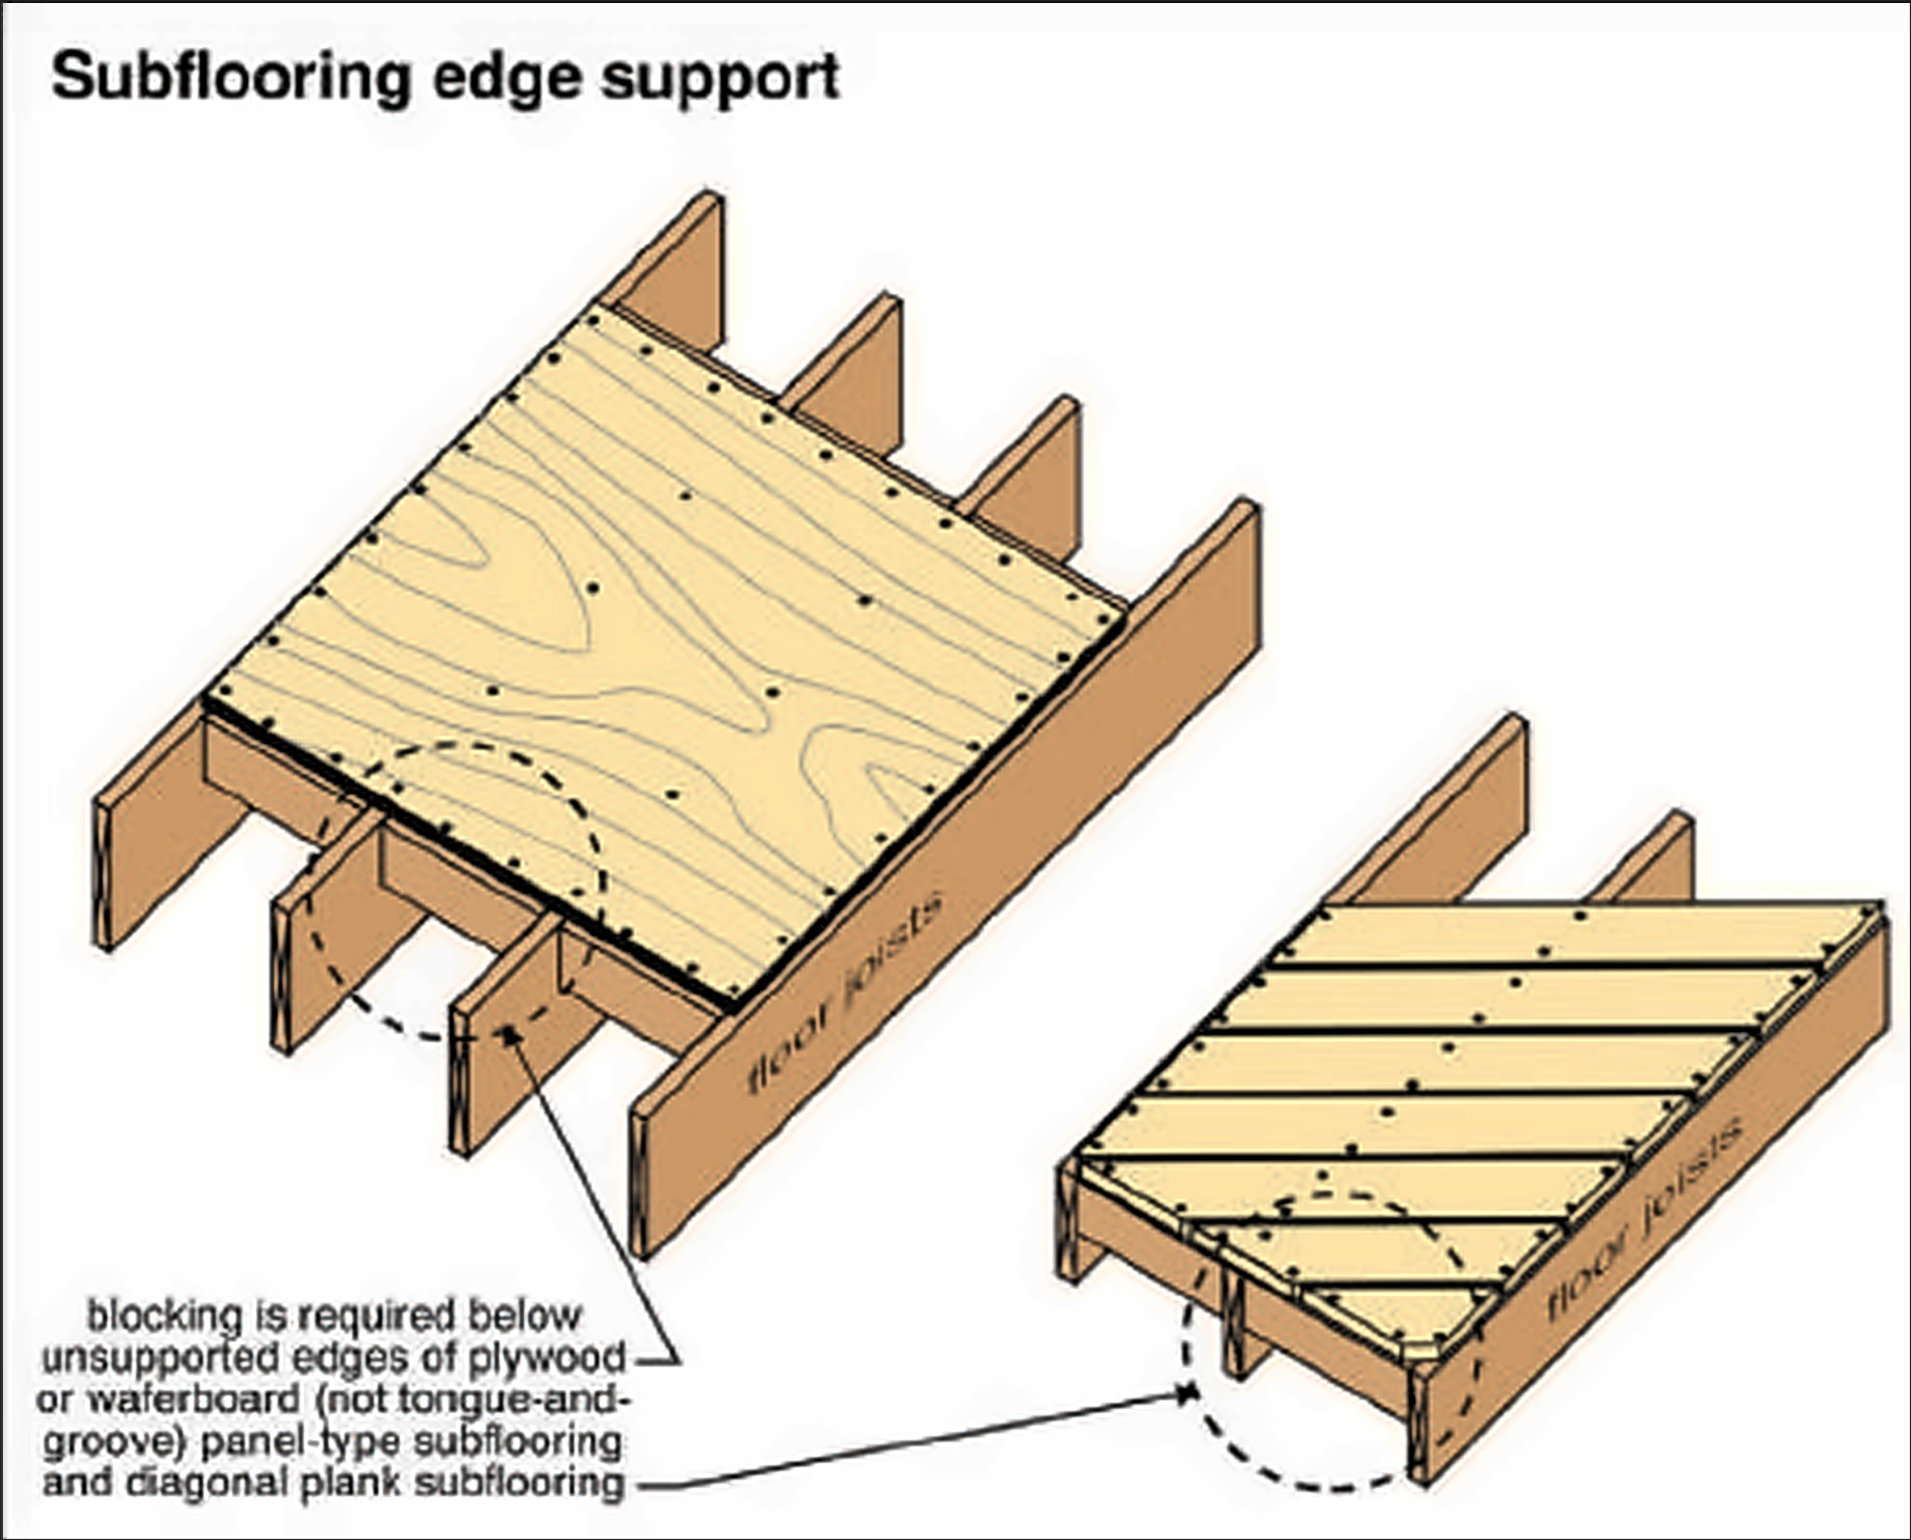 Subflooring edge support
floor joists
floor joists
blocking is required below
unsupported edges of plywood
or waferboard (not tongue-and-
groove) panel-type subflooring
and diagonal plank subflooring